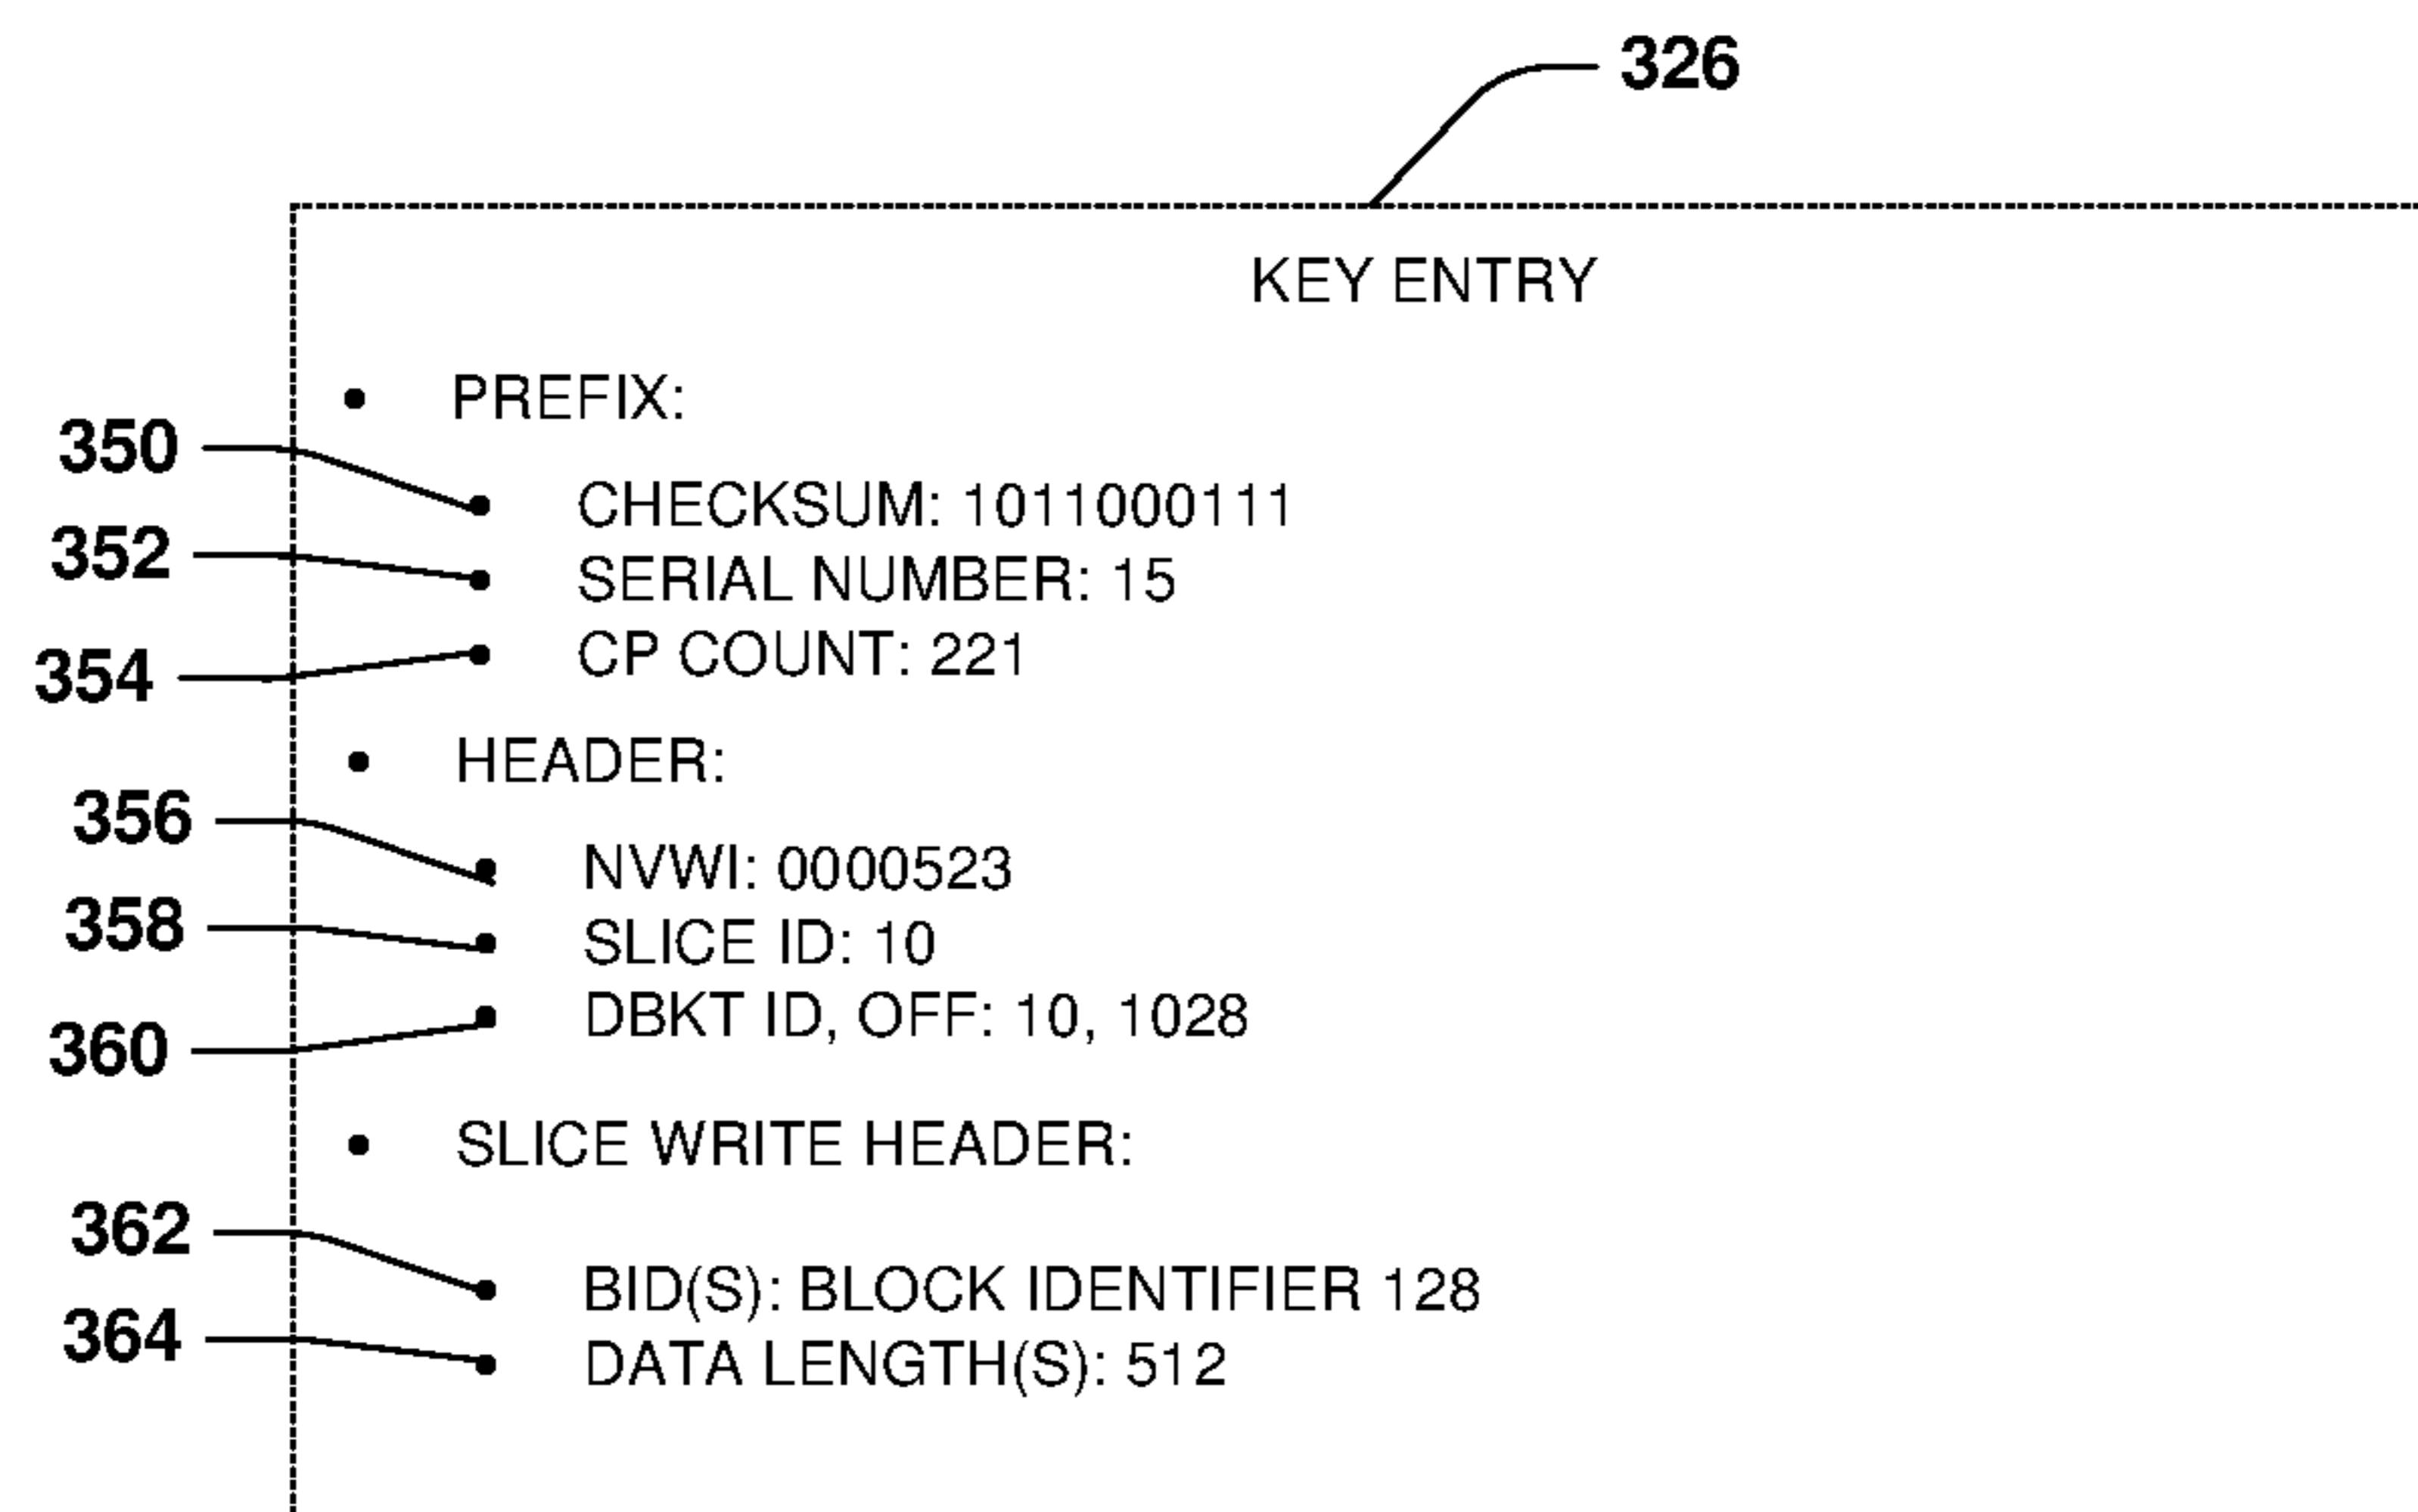 326
KEY ENTRY
• PREFIX:
350
• CHECKSUM: 1011000111
352
• SERIAL NUMBER: 15
354
• CP COUNT: 221
• HEADER:
356
• NVWI: 0000523
358
• SLICE ID: 10
360
• DBKT ID, OFF: 10, 1028
• SLICE WRITE HEADER:
362
• BID(S): BLOCK IDENTIFIER 128
364
• DATA LENGTH(S): 512